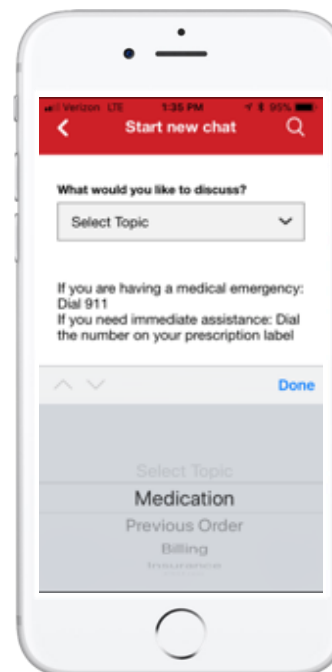 Verizon LTE 1:35 PM 95%
Start new chat
What would you like to discuss?
Select Topic
If you are having a medical emergency:
Dial 911
If you need immediate assistance: Dial
the number on your prescription label
Done
Select Topic
Medication
Previous Order
Billing
Insurance